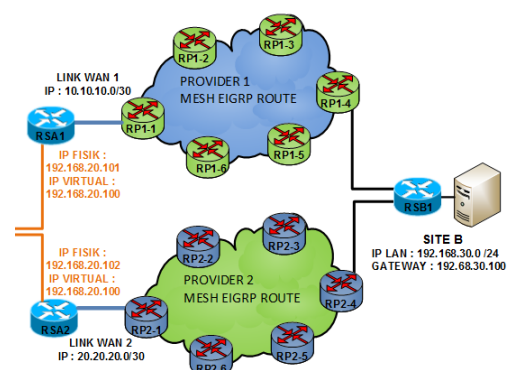 RP1-3
RP1-2
LINK WAN 1
IP : 10.10.10.0/30
PROVIDER 1
MESH EIGRP ROUTE
RP1-4
RSA1
RP1-1
RP1-5
RP1-6
IP FISIK :
192.168.20.101
IP VIRTUAL :
192.168.20.100
RSB1
SITE B
IP LAN : 192.168.30.0 /24
GATEWAY : 192.68.30.100
IP FISIK :
192.168.20.102
IP VIRTUAL :
192.168.20.100
RP2-3
RP2-2
PROVIDER 2
MESH EIGRP ROUTE
RP2-4
RSA2
RP2-1
LINK WAN 2
IP : 20.20.20.0/30
RP2-5
RP2-6